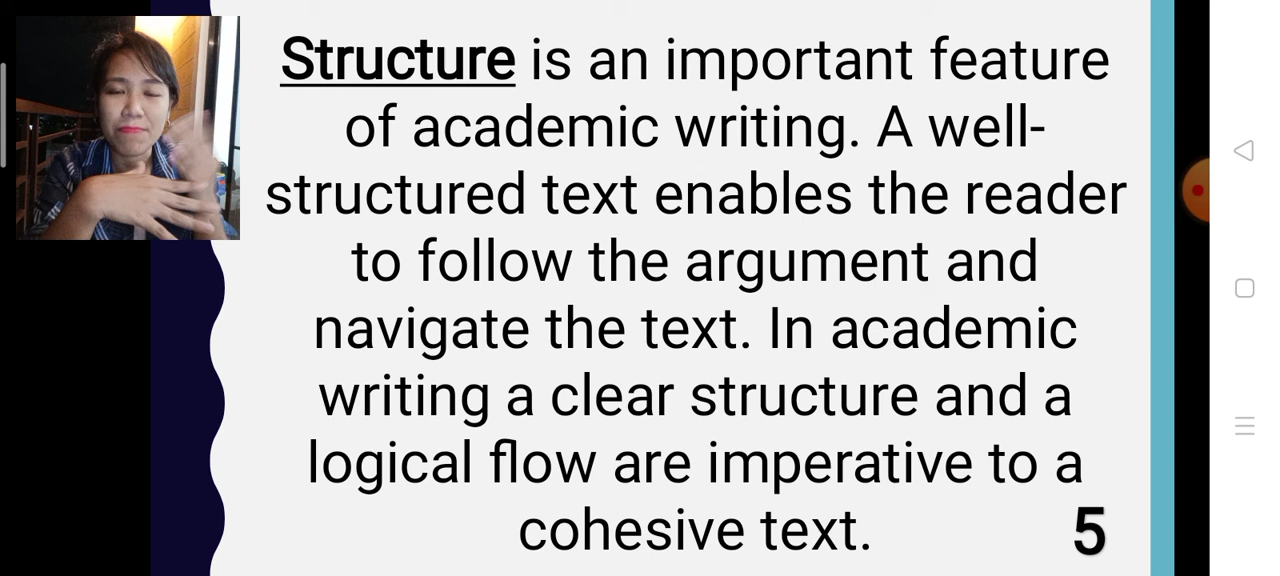 Structure is an important feature
of academic writing. A well-
structured text enables the reader
to follow the argument and
navigate the text. In academic
writing a clear structure and a
logical flow are imperative to a
cohesive text.
5